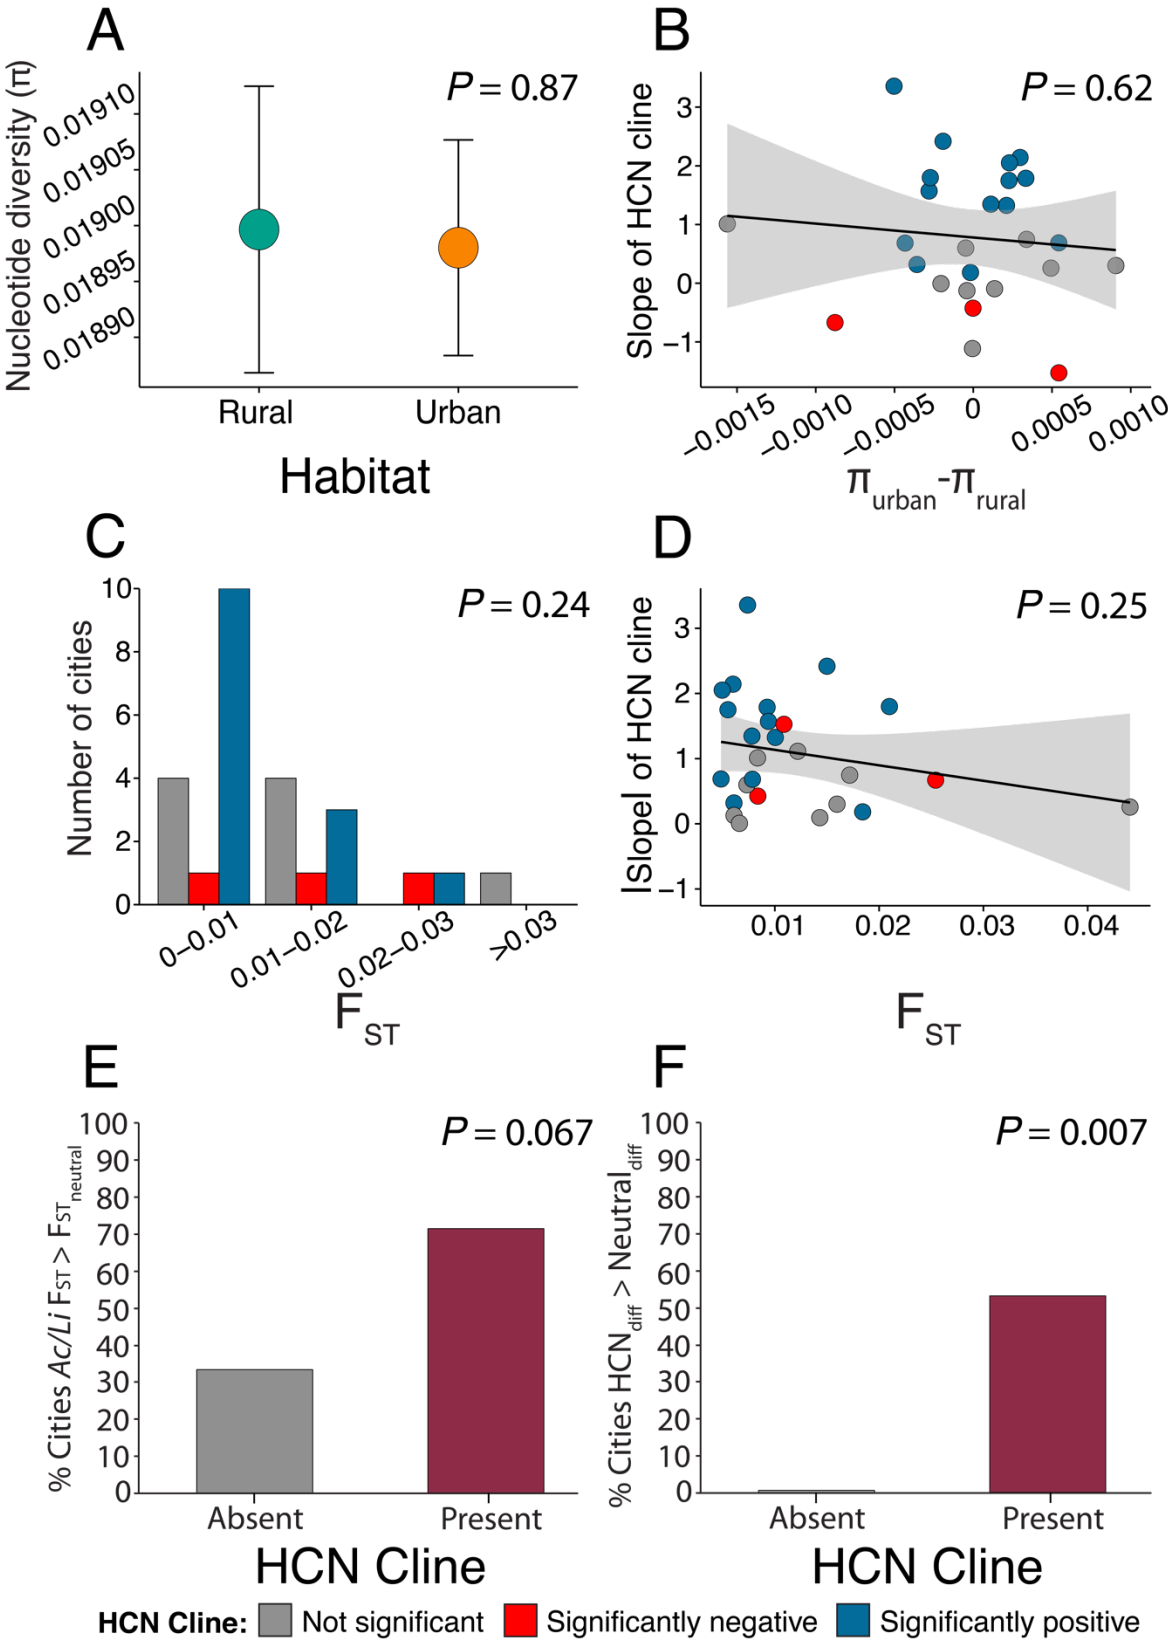 A
Nucleotide diversity (π)
P = 0.87
0.01910
0.01905
0.01900
0.01895
0.01890
Rural
Urban
Habitat
B
Slope of HCN cline
P = 0.62
3
2
1
0
−1
−0.0015
−0.0010
−0.0005
0
0.0005
0.0010
πurban-πrural
C
Number of cities
P = 0.24
10
8
6
4
2
0
0−0.01
0.01−0.02
0.02−0.03
>0.03
FST
D
|Slope| of HCN cline
P = 0.25
3
2
1
0
−1
0.01
0.02
0.03
0.04
FST
E
% Cities Ac/Li FST > FSTneutral
P = 0.067
100
90
80
70
60
50
40
30
20
10
0
Absent
Present
HCN Cline
F
% Cities HCNdiff > Neutraldiff
P = 0.007
100
90
80
70
60
50
40
30
20
10
0
Absent
Present
HCN Cline
HCN Cline: Not significant Significantly negative Significantly positive